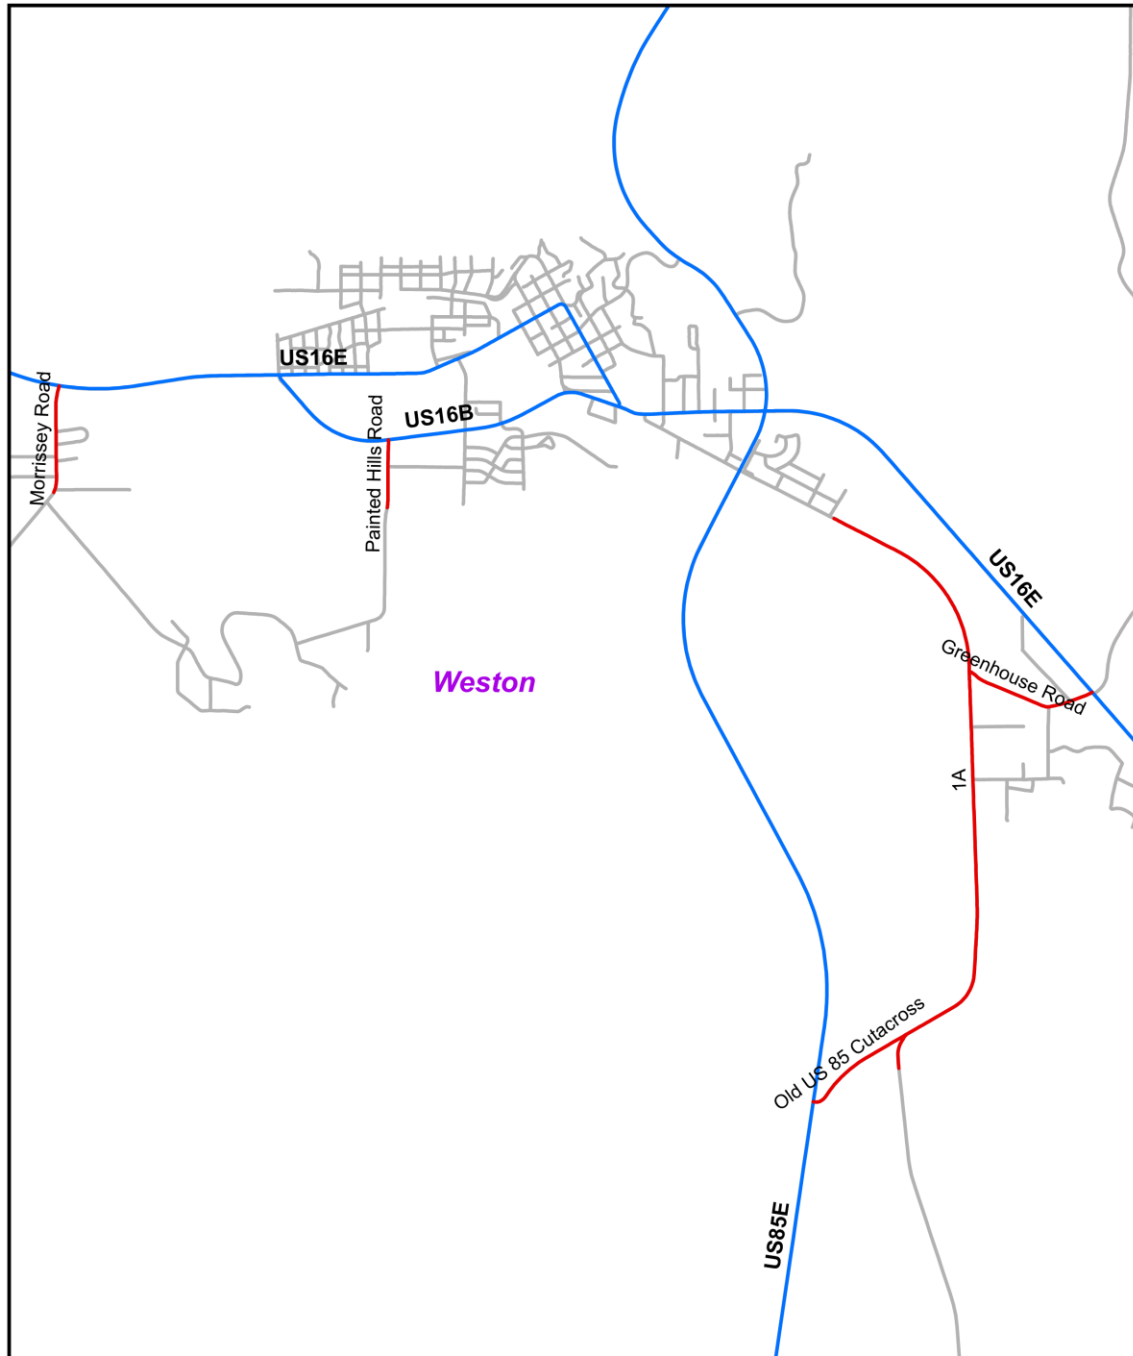 US16E
Morrissey Road
US16B
Painted Hills Road
US16E
Greenhouse Road
Weston
1A
Old US 85 Cutacross
US85E